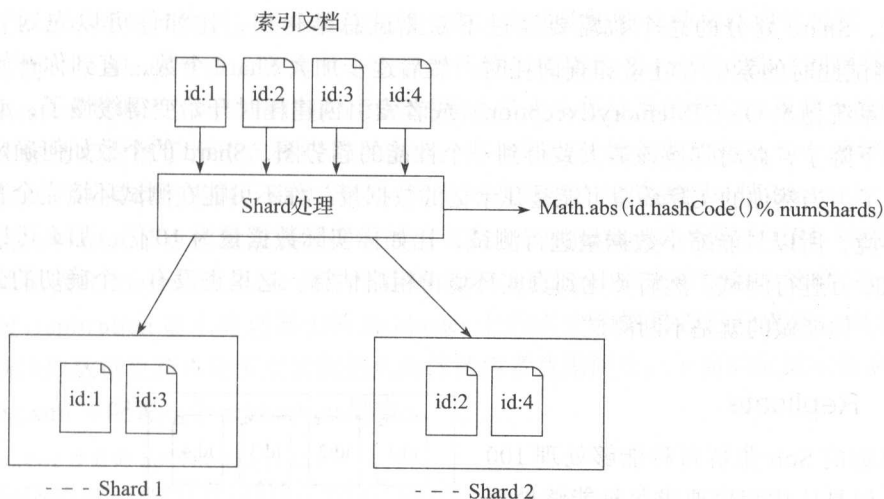 索引文档
id:1 id:2 id:3 id:4
Shard处理
Math.abs(id.hashCode()% numShards)
id:1 id:3 id:2 id:4
Shard 1 Shard 2
Replicas